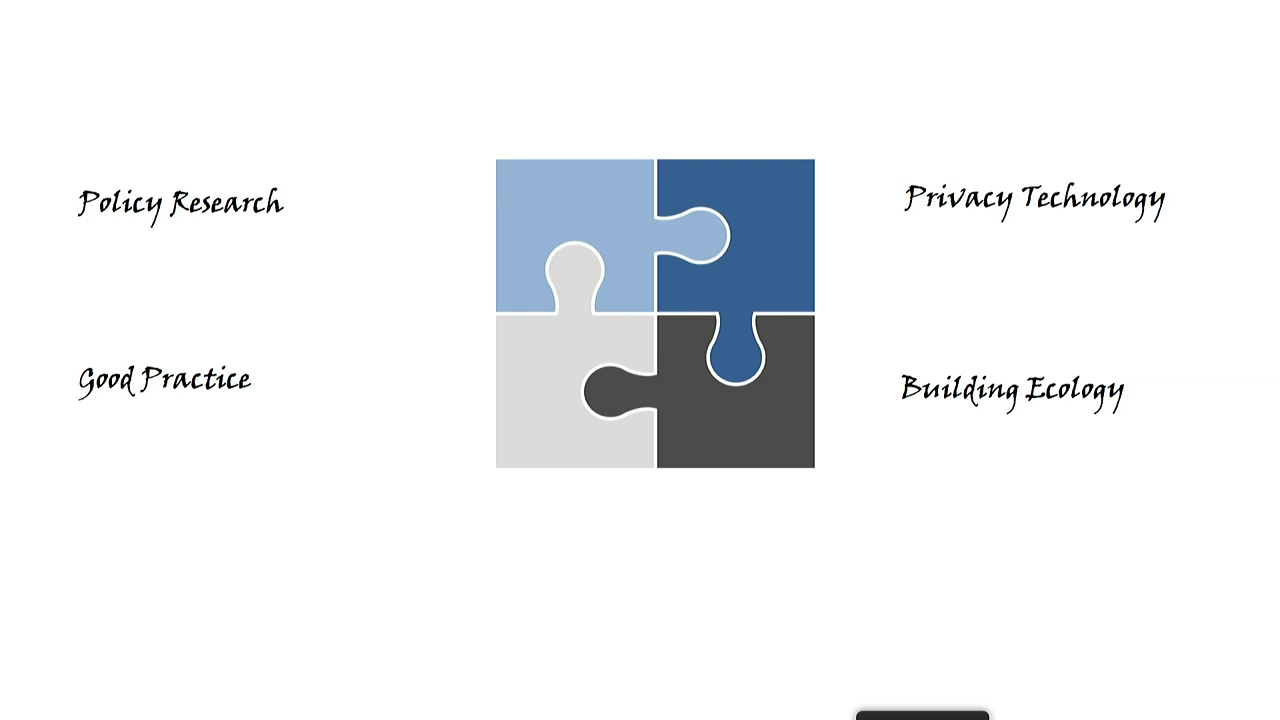 Policy Research
Privacy Technology
Good Practice
Building Ecology